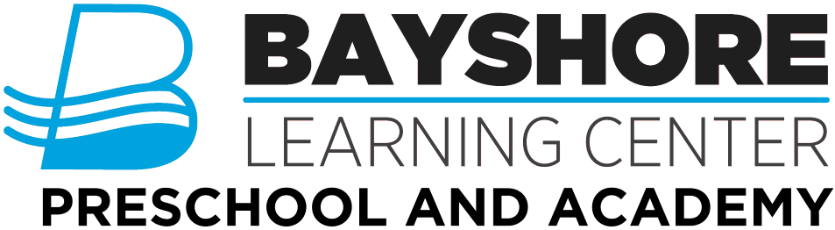 BAYSHORE
LEARNING CENTER
PRESCHOOL AND ACADEMY